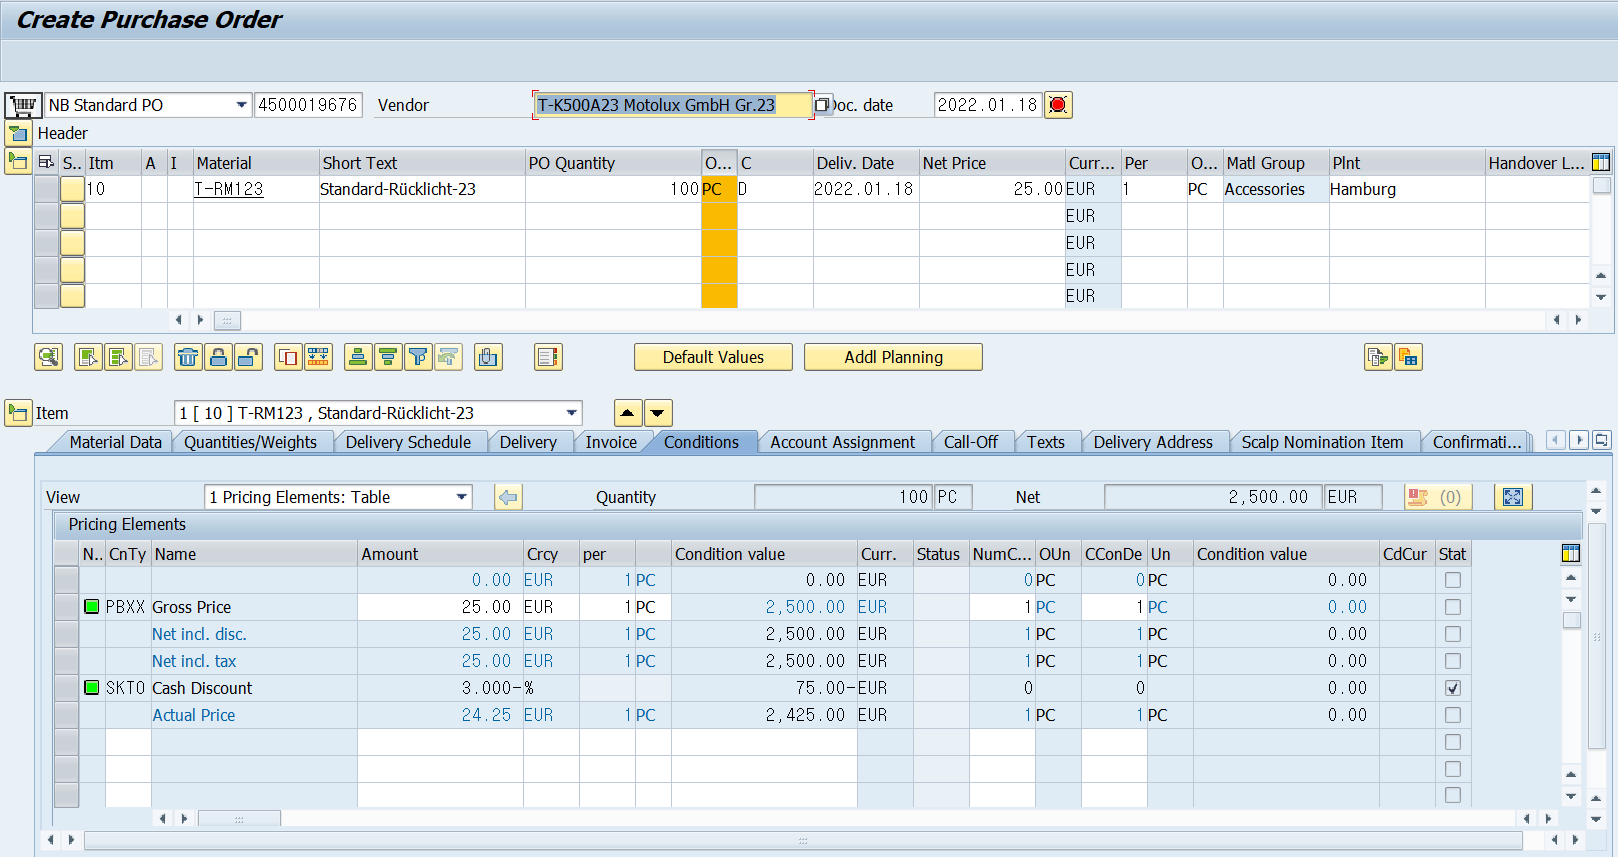 Create Purchase Order
NB Standard PO 4500019676 Vendor T-K500A23 Motolux GmbH Gr.23 Doc. date 2022.01.18
Header
S.. Itm A I Material Short Text PO Quantity O... C Deliv. Date Net Price Curr... Per O... Matl Group Plnt Handover L...
10 T-RM123 Standard-Rücklicht-23 100 PC D 2022.01.18 25.00 EUR 1 PC Accessories Hamburg
EUR
EUR
EUR
EUR
Default Values Addl Planning
Item 1 [ 10 ] T-RM123 , Standard-Rücklicht-23
Material Data Quantities/Weights Delivery Schedule Delivery Invoice Conditions Account Assignment Call-Off Texts Delivery Address Scalp Nomination Item Confirmati...
View 1 Pricing Elements: Table Quantity 100 PC Net 2,500.00 EUR (0)
Pricing Elements
N.. CnTy Name Amount Crcy per Condition value Curr. Status NumC... OUn CConDe Un Condition value CdCur Stat
0.00 EUR 1 PC 0.00 EUR 0 PC 0 PC 0.00
PBXX Gross Price 25.00 EUR 1 PC 2,500.00 EUR 1 PC 1 PC 0.00
Net incl. disc. 25.00 EUR 1 PC 2,500.00 EUR 1 PC 1 PC 0.00
Net incl. tax 25.00 EUR 1 PC 2,500.00 EUR 1 PC 1 PC 0.00
SKTO Cash Discount 3.000- % 75.00- EUR 0 0 0.00
Actual Price 24.25 EUR 1 PC 2,425.00 EUR 1 PC 1 PC 0.00